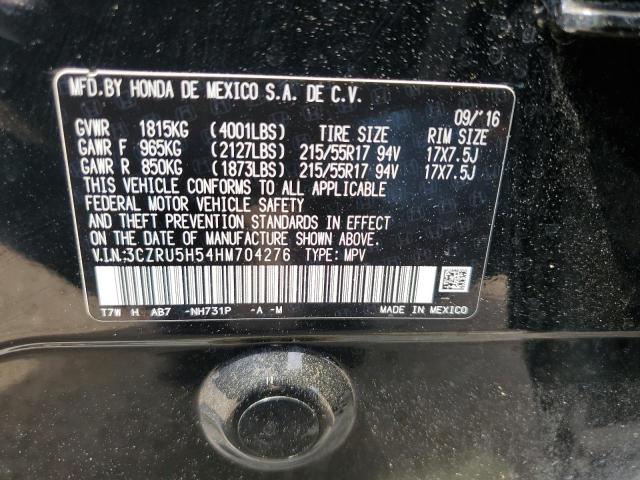 MFD.BY HONDA DE MEXICO S.A. DE C.V.
09/'16
GVWR 1815KG (4001LBS) TIRE SIZE RIM SIZE
GAWR F 965KG (2127LBS) 215/55R17 94V 17X7.5J
GAWR R 850KG (1873LBS) 215/55R17 94V 17X7.5J
THIS VEHICLE CONFORMS TO ALL APPLICABLE
FEDERAL MOTOR VEHICLE SAFETY
AND THEFT PREVENTION STANDARDS IN EFFECT
ON THE DATE OF MANUFACTURE SHOWN ABOVE.
V.I.N:3CZRU5H54HM704276 TYPE: MPV
T7W H AB7 -NH731P -A -M MADE IN MEXICO